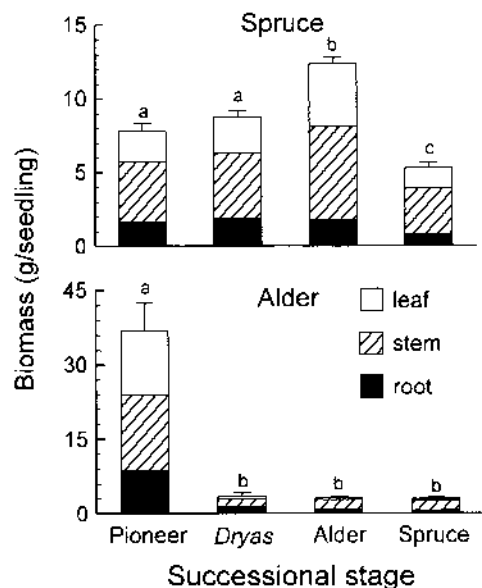 Spruce
15
10
5
0
a
a
b
c
Biomass (g/seedling)
Alder
45
30
15
0
a
b
b
b
leaf
stem
root
Pioneer Dryas Alder Spruce
Successional stage